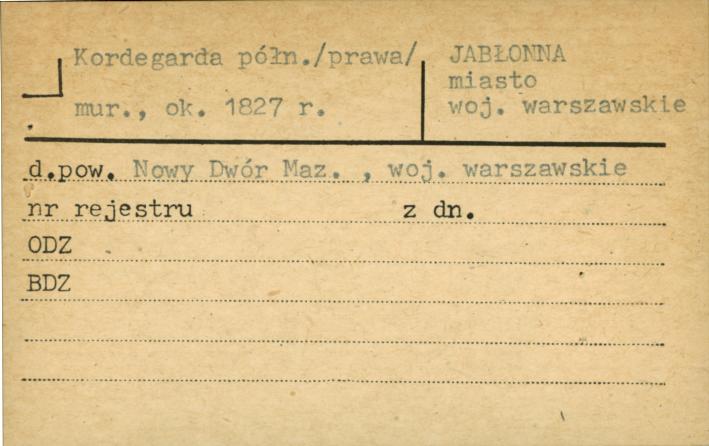 Kordegarda półn./prawa/
mur., ok. 1827 r.
JABŁONNA
miasto
woj. warszawskie
d.pow. Nowy Dwór Maz. , woj. warszawskie
nr rejestru z dn.
ODZ
BDZ